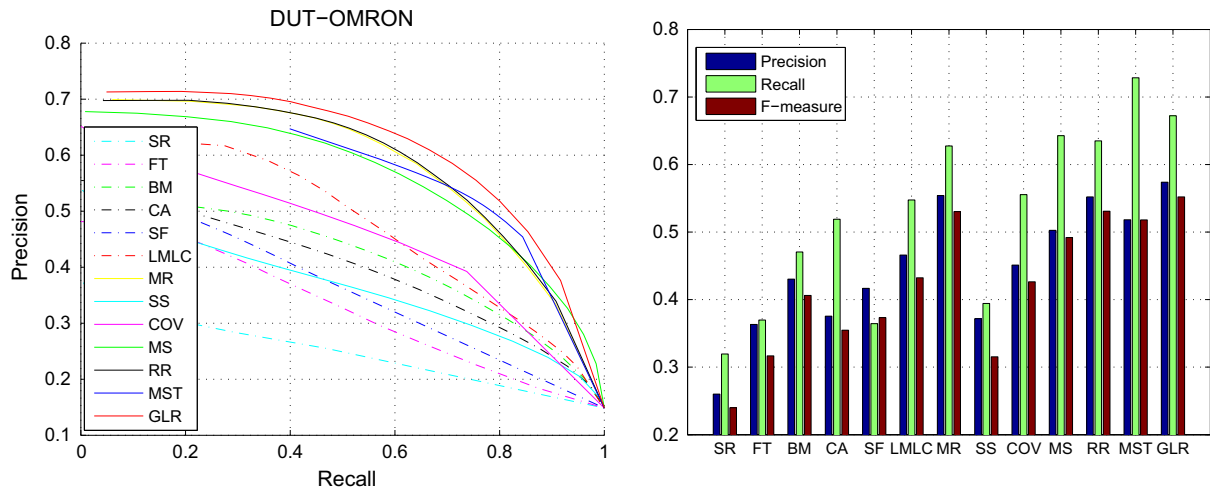 DUT−OMRON
0.8
0.7
0.6
0.5
0.4
0.3
0.2
0.1
Precision
SR
FT
BM
CA
SF
LMLC
MR
SS
COV
MS
RR
MST
GLR
0 0.2 0.4 0.6 0.8 1
Recall
0.8
0.7
0.6
0.5
0.4
0.3
0.2
Precision
Recall
F−measure
SR FT BM CA SF LMLC MR SS COV MS RR MST GLR